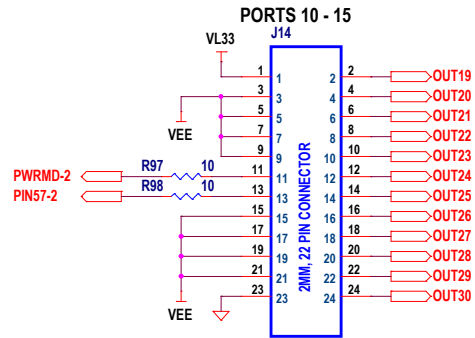 PORTS 10 - 15
J14
VL33
1 1 2 2 OUT19
3 3 4 4 OUT20
5 5 6 6 OUT21
VEE
7 7 8 8 OUT22
9 9 10 10 OUT23
PWRMD-2 R97 10 11 11 12 12 OUT24
PIN57-2 R98 10 13 13 14 14 OUT25
15 15 16 16 OUT26
17 17 18 18 OUT27
19 19 20 20 OUT28
21 21 22 22 OUT29
23 23 24 24 OUT30
VEE
2MM, 22 PIN CONNECTOR